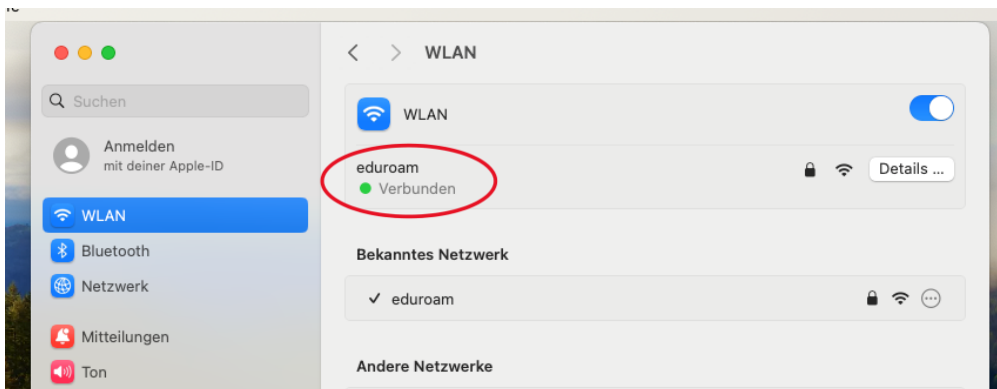 WLAN
Suchen
WLAN
Anmelden
mit deiner Apple-ID
eduroam
Verbunden
Details ...
WLAN
Bluetooth
Bekanntes Netzwerk
Netzwerk
eduroam
Mitteilungen
Ton
Andere Netzwerke